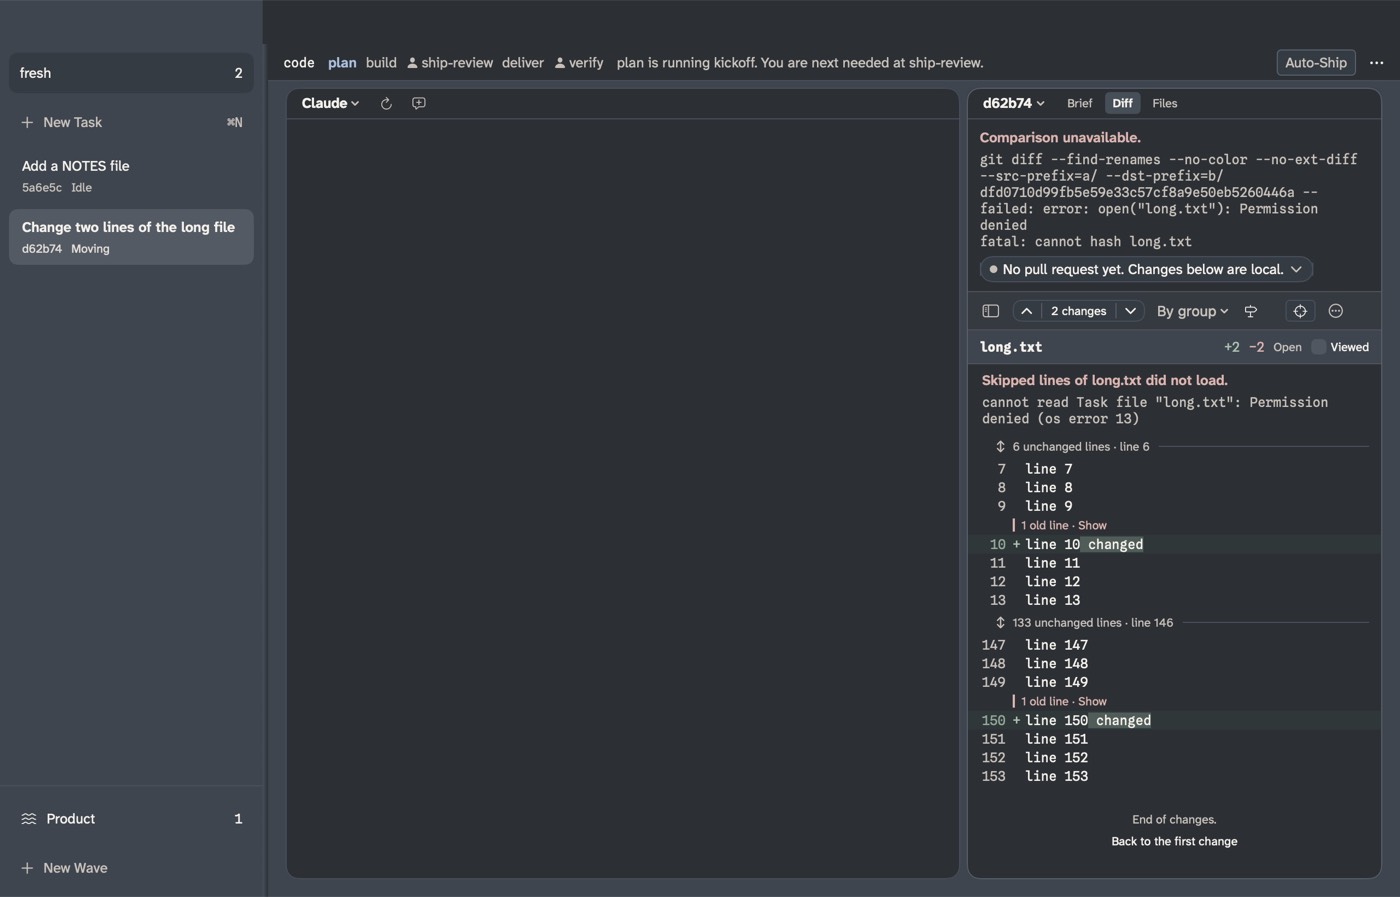 fresh 2
New Task ⌘N
Add a NOTES file
5a6e5c Idle
Change two lines of the long file
d62b74 Moving
Product 1
New Wave
code plan build ship-review deliver verify plan is running kickoff. You are next needed at ship-review. Auto-Ship
Claude
d62b74 Brief Diff Files
Comparison unavailable.
git diff --find-renames --no-color --no-ext-diff
--src-prefix=a/ --dst-prefix=b/
dfd0710d99fb5e59e33c57cf8a9e50eb5260446a --
failed: error: open("long.txt"): Permission
denied
fatal: cannot hash long.txt
No pull request yet. Changes below are local.
2 changes By group
long.txt +2 −2 Open Viewed
Skipped lines of long.txt did not load.
cannot read Task file "long.txt": Permission
denied (os error 13)
6 unchanged lines · line 6
7 line 7
8 line 8
9 line 9
1 old line · Show
10 + line 10 changed
11 line 11
12 line 12
13 line 13
133 unchanged lines · line 146
147 line 147
148 line 148
149 line 149
1 old line · Show
150 + line 150 changed
151 line 151
152 line 152
153 line 153
End of changes.
Back to the first change